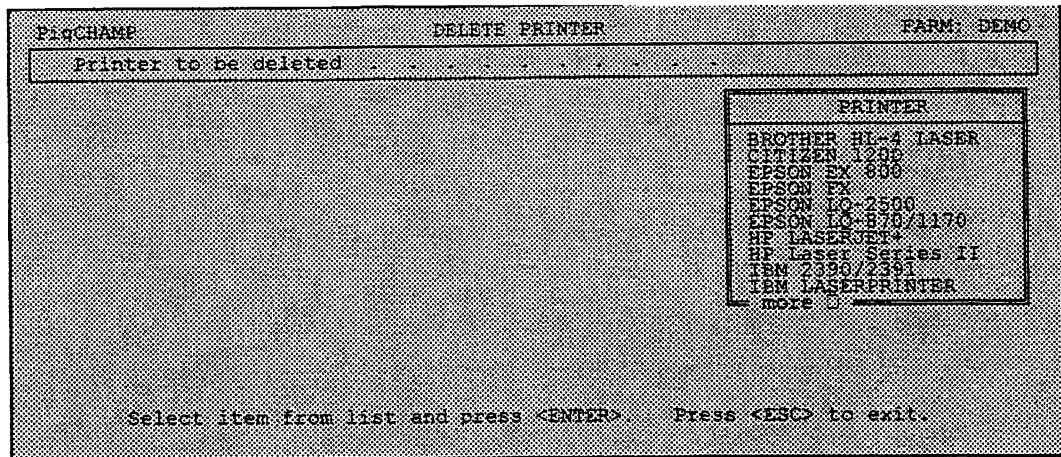 PigCHAMP DELETE PRINTER FARM: DEMO
Printer to be deleted . . . . . . . . . .
PRINTER
BROTHER HL-4 LASER
CITIZEN 120D
EPSON EX 800
EPSON FX
EPSON LQ-2500
EPSON LQ-870/1170
HP LASERJET+
HP Laser Series II
IBM 2390/2391
IBM LASERPRINTER
more
Select item from list and press <ENTER>. Press <ESC> to exit.